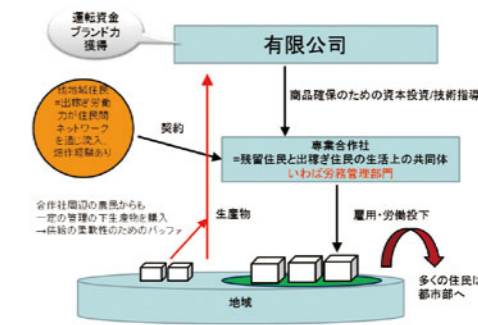 運転資金
ブランド力
獲得
有限公司
商品確保のための資本投資/技術指導
他地域住民
=出稼ぎ労働
力が住民間
ネットワーク
を通じ流入、
畑作経験あり
契約
専業合作社
=残留住民と出稼ぎ住民の生活上の共同体
いわば労務管理部門
合作社周辺の農民からも
一定の管理の下生産物を購入
→供給の柔軟性のためのバッファ
生産物
雇用・労働投下
多くの住民は
都市部へ
地域